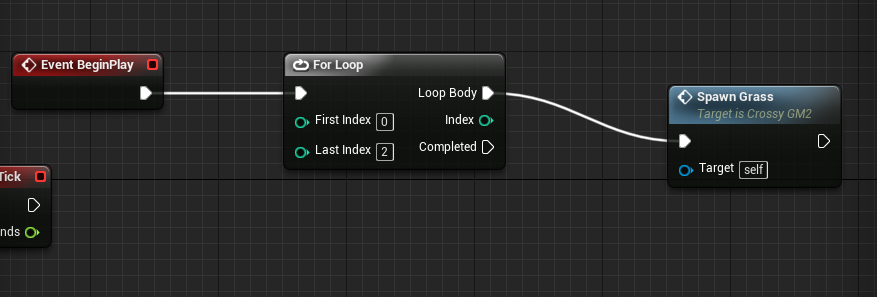 Event BeginPlay
For Loop
Loop Body
First Index 0
Index
Last Index 2
Completed
Spawn Grass
Target is Crossy GM2
Target self
Tick
nds